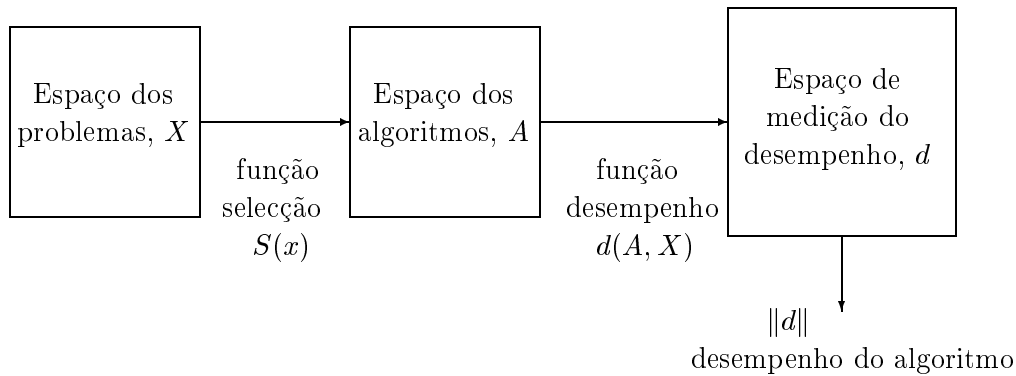 Espaço dos
problemas, X
função
selecção
S(x)
Espaço dos
algoritmos, A
função
desempenho
d(A, X)
Espaço de
medição do
desempenho, d
‖d‖
desempenho do algoritmo